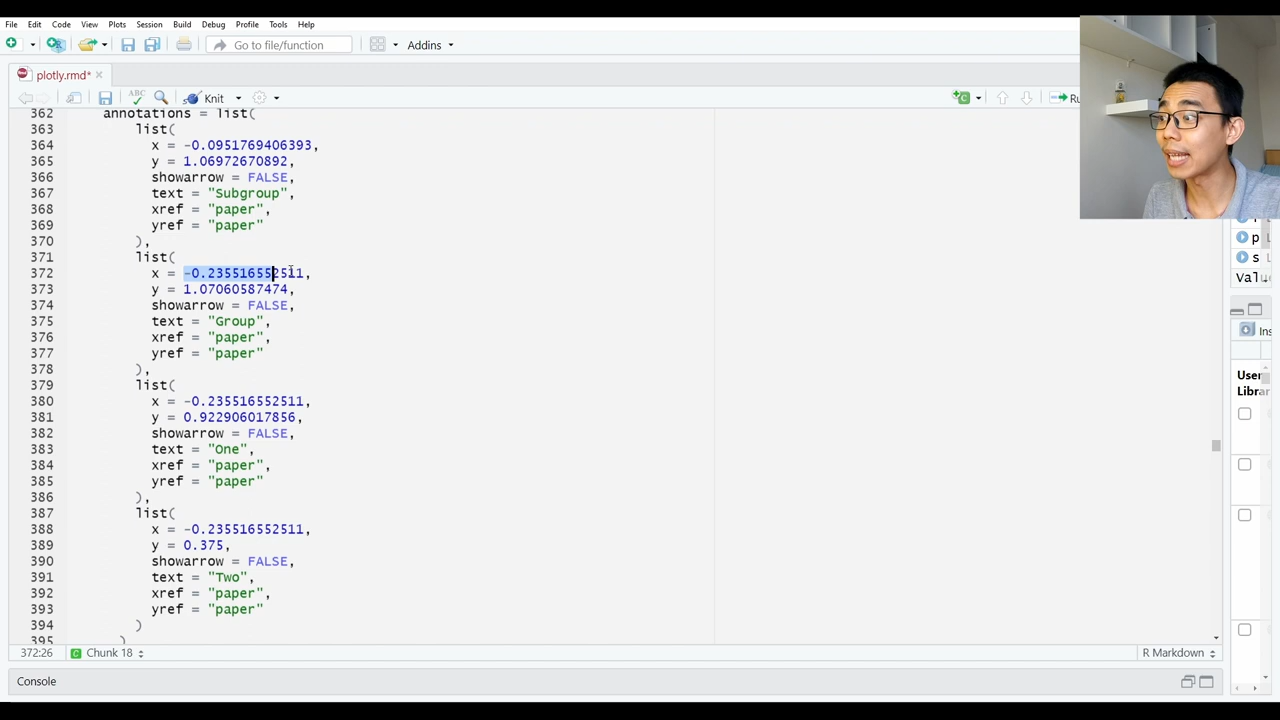 File Edit Code View Plots Session Build Debug Profile Tools Help
Go to file/function Addins
plotly.rmd*
ABC Knit
362 annotations = list(
363 list(
364 x = -0.0951769406393,
365 y = 1.06972670892,
366 showarrow = FALSE,
367 text = "Subgroup",
368 xref = "paper",
369 yref = "paper"
370 ),
371 list(
372 x = -0.235516552511,
373 y = 1.07060587474,
374 showarrow = FALSE,
375 text = "Group",
376 xref = "paper",
377 yref = "paper"
378 ),
379 list(
380 x = -0.235516552511,
381 y = 0.922906017856,
382 showarrow = FALSE,
383 text = "One",
384 xref = "paper",
385 yref = "paper"
386 ),
387 list(
388 x = -0.235516552511,
389 y = 0.375,
390 showarrow = FALSE,
391 text = "Two",
392 xref = "paper",
393 yref = "paper"
394 )
395 )
372:26 Chunk 18 R Markdown
Console
p
s
Value
Ins
User
Libra